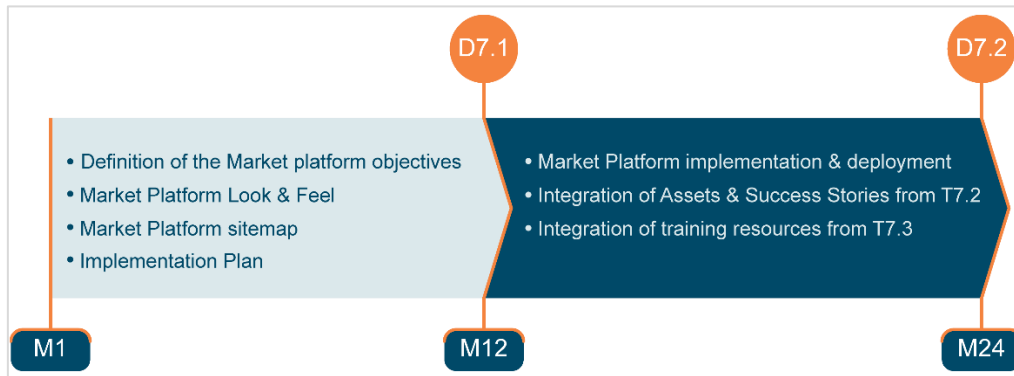 D7.1
D7.2
• Definition of the Market platform objectives
• Market Platform Look & Feel
• Market Platform sitemap
• Implementation Plan
• Market Platform implementation & deployment
• Integration of Assets & Success Stories from T7.2
• Integration of training resources from T7.3
M1
M12
M24